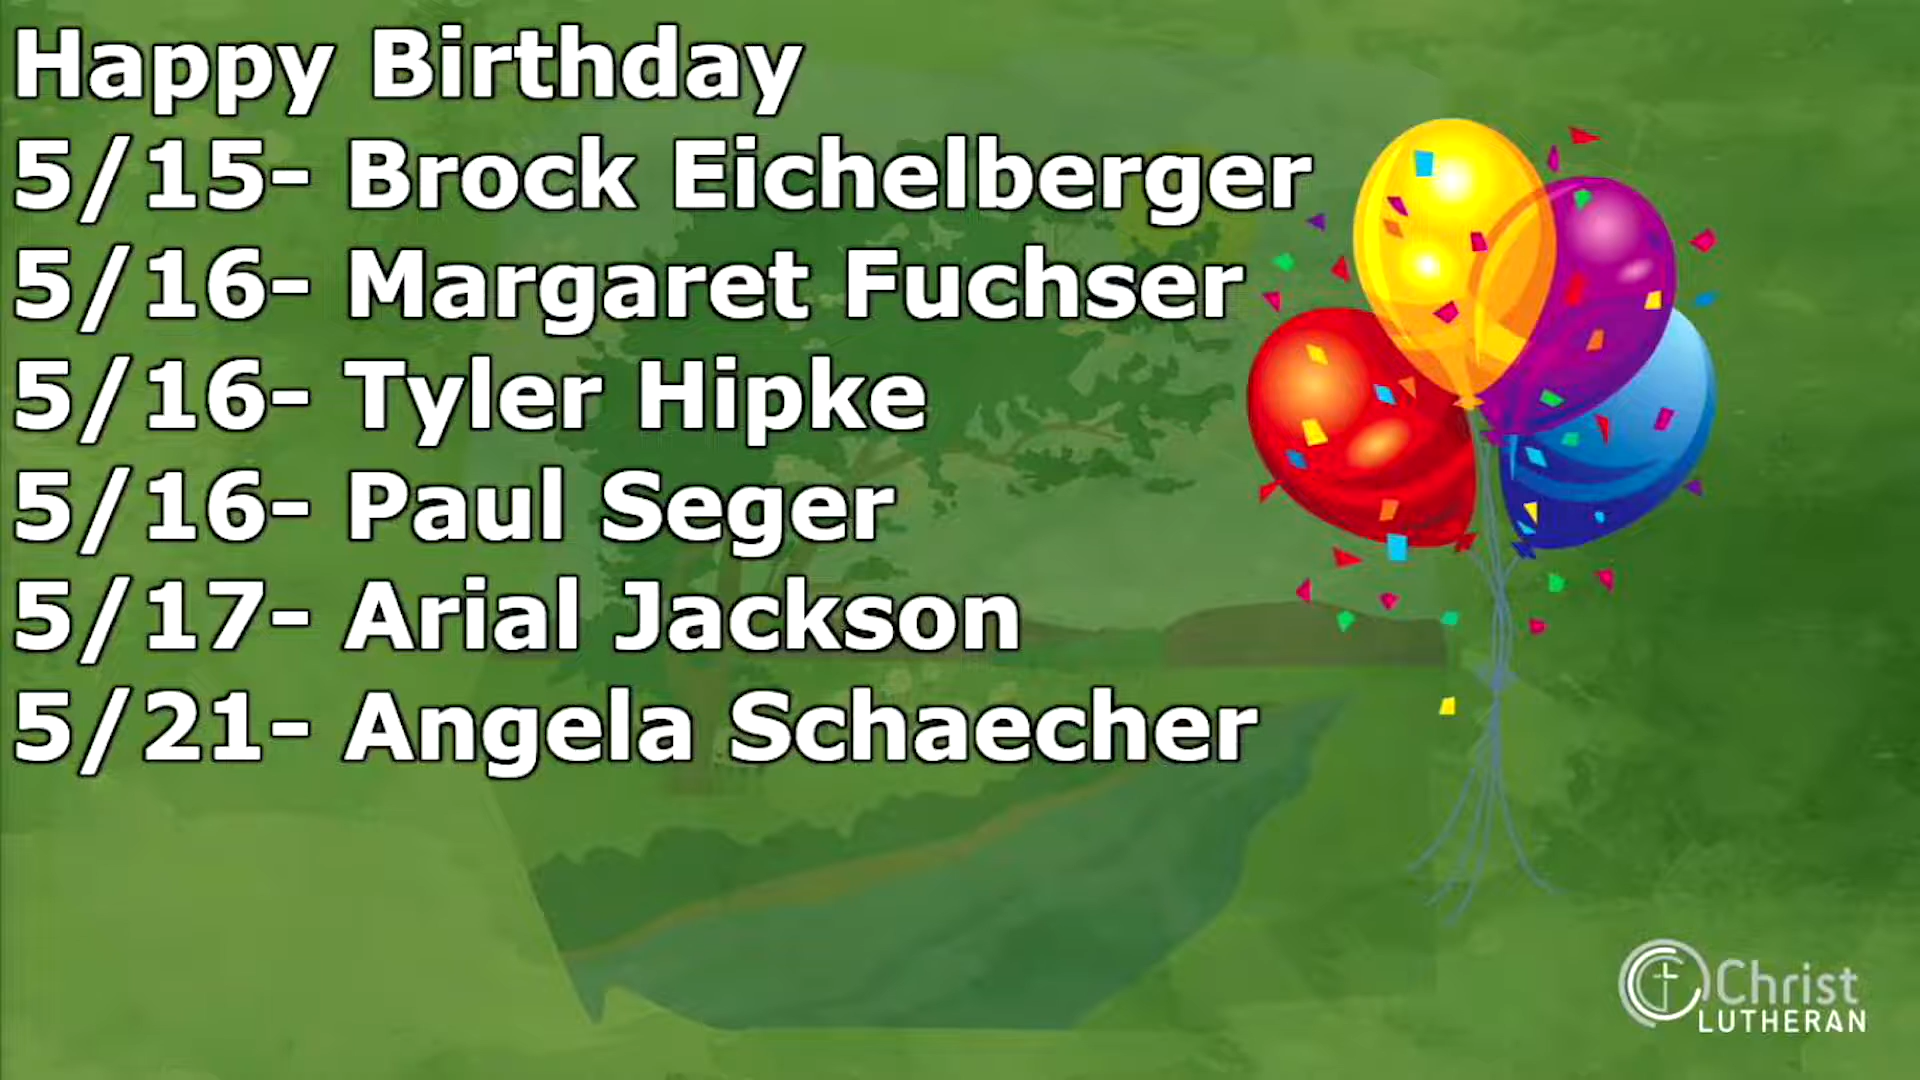 Happy Birthday
5/15- Brock Eichelberger
5/16- Margaret Fuchser
5/16- Tyler Hipke
5/16- Paul Seger
5/17- Arial Jackson
5/21- Angela Schaecher
Christ
LUTHERAN